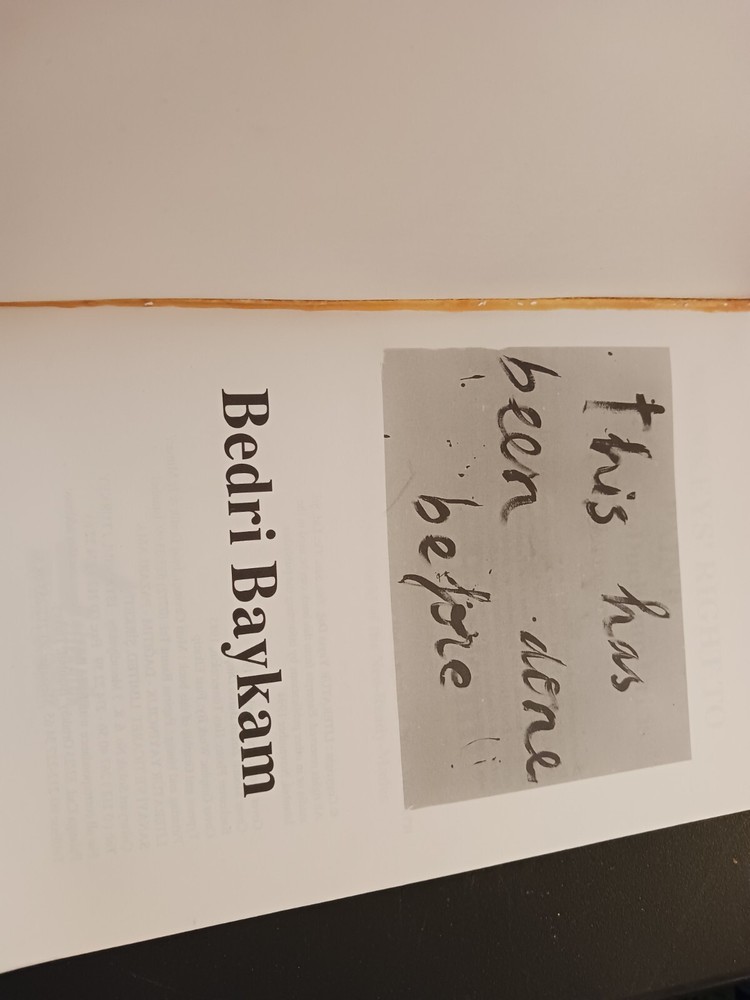 This has
been done
before
Bedri Baykam